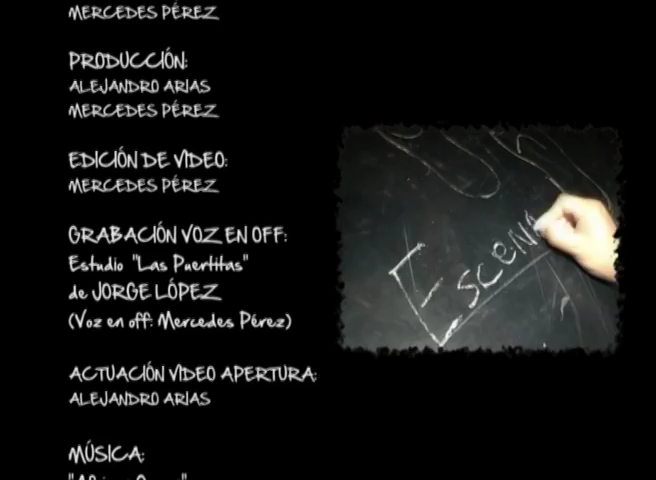 MERCEDES PÉREZ
PRODUCCIÓN:
ALEJANDRO ARIAS
MERCEDES PÉREZ
EDICIÓN DE VIDEO:
MERCEDES PÉREZ
GRABACIÓN VOZ EN OFF:
Estudio "Las Puertitas"
de JORGE LÓPEZ
(Voz en off: Mercedes Pérez)
ACTUACIÓN VIDEO APERTURA:
ALEJANDRO ARIAS
MÚSICA:
Escena